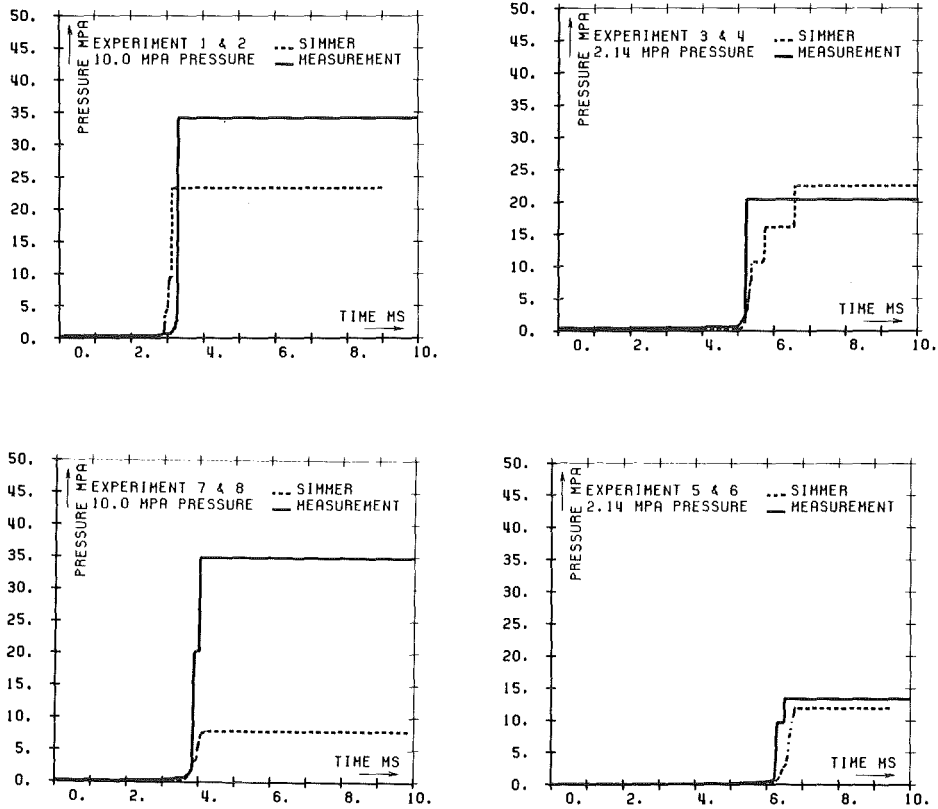 50.
45.
40.
35.
30.
25.
20.
15.
10.
5.
0.
PRESSURE MPA
EXPERIMENT 1 & 2
10.0 MPA PRESSURE
SIMMER
MEASUREMENT
TIME MS
0. 2. 4. 6. 8. 10.
50.
45.
40.
35.
30.
25.
20.
15.
10.
5.
0.
PRESSURE MPA
EXPERIMENT 3 & 4
2.14 MPA PRESSURE
SIMMER
MEASUREMENT
TIME MS
0. 2. 4. 6. 8. 10.
50.
45.
40.
35.
30.
25.
20.
15.
10.
5.
0.
PRESSURE MPA
EXPERIMENT 7 & 8
10.0 MPA PRESSURE
SIMMER
MEASUREMENT
TIME MS
0. 2. 4. 6. 8. 10.
50.
45.
40.
35.
30.
25.
20.
15.
10.
5.
0.
PRESSURE MPA
EXPERIMENT 5 & 6
2.14 MPA PRESSURE
SIMMER
MEASUREMENT
TIME MS
0. 2. 4. 6. 8. 10.